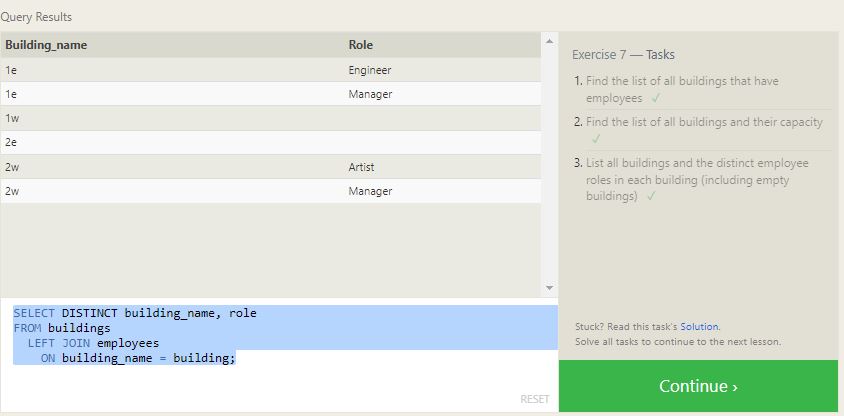 Query Results
Building_name Role
1e Engineer
1e Manager
1w
2e
2w Artist
2w Manager
SELECT DISTINCT building_name, role
FROM buildings
LEFT JOIN employees
ON building_name = building;
RESET
Exercise 7 — Tasks
1. Find the list of all buildings that have
employees ✓
2. Find the list of all buildings and their capacity
✓
3. List all buildings and the distinct employee
roles in each building (including empty
buildings) ✓
Stuck? Read this task's Solution.
Solve all tasks to continue to the next lesson.
Continue ›